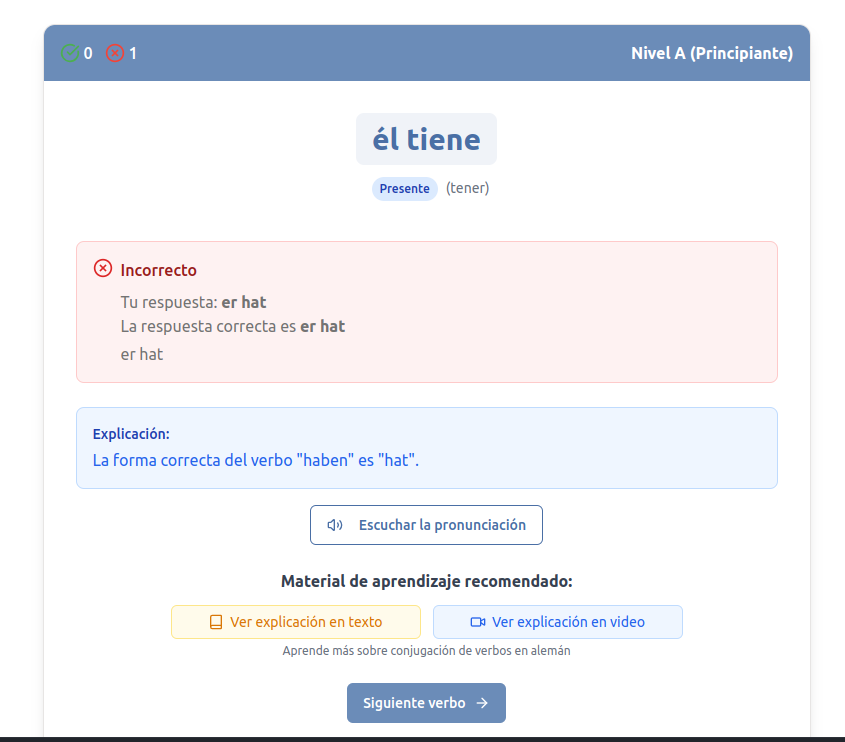 0 1 Nivel A (Principiante)
él tiene
Presente (tener)
Incorrecto
Tu respuesta: er hat
La respuesta correcta es er hat
er hat
Explicación:
La forma correcta del verbo "haben" es "hat".
Escuchar la pronunciación
Material de aprendizaje recomendado:
Ver explicación en texto Ver explicación en video
Aprende más sobre conjugación de verbos en alemán
Siguiente verbo